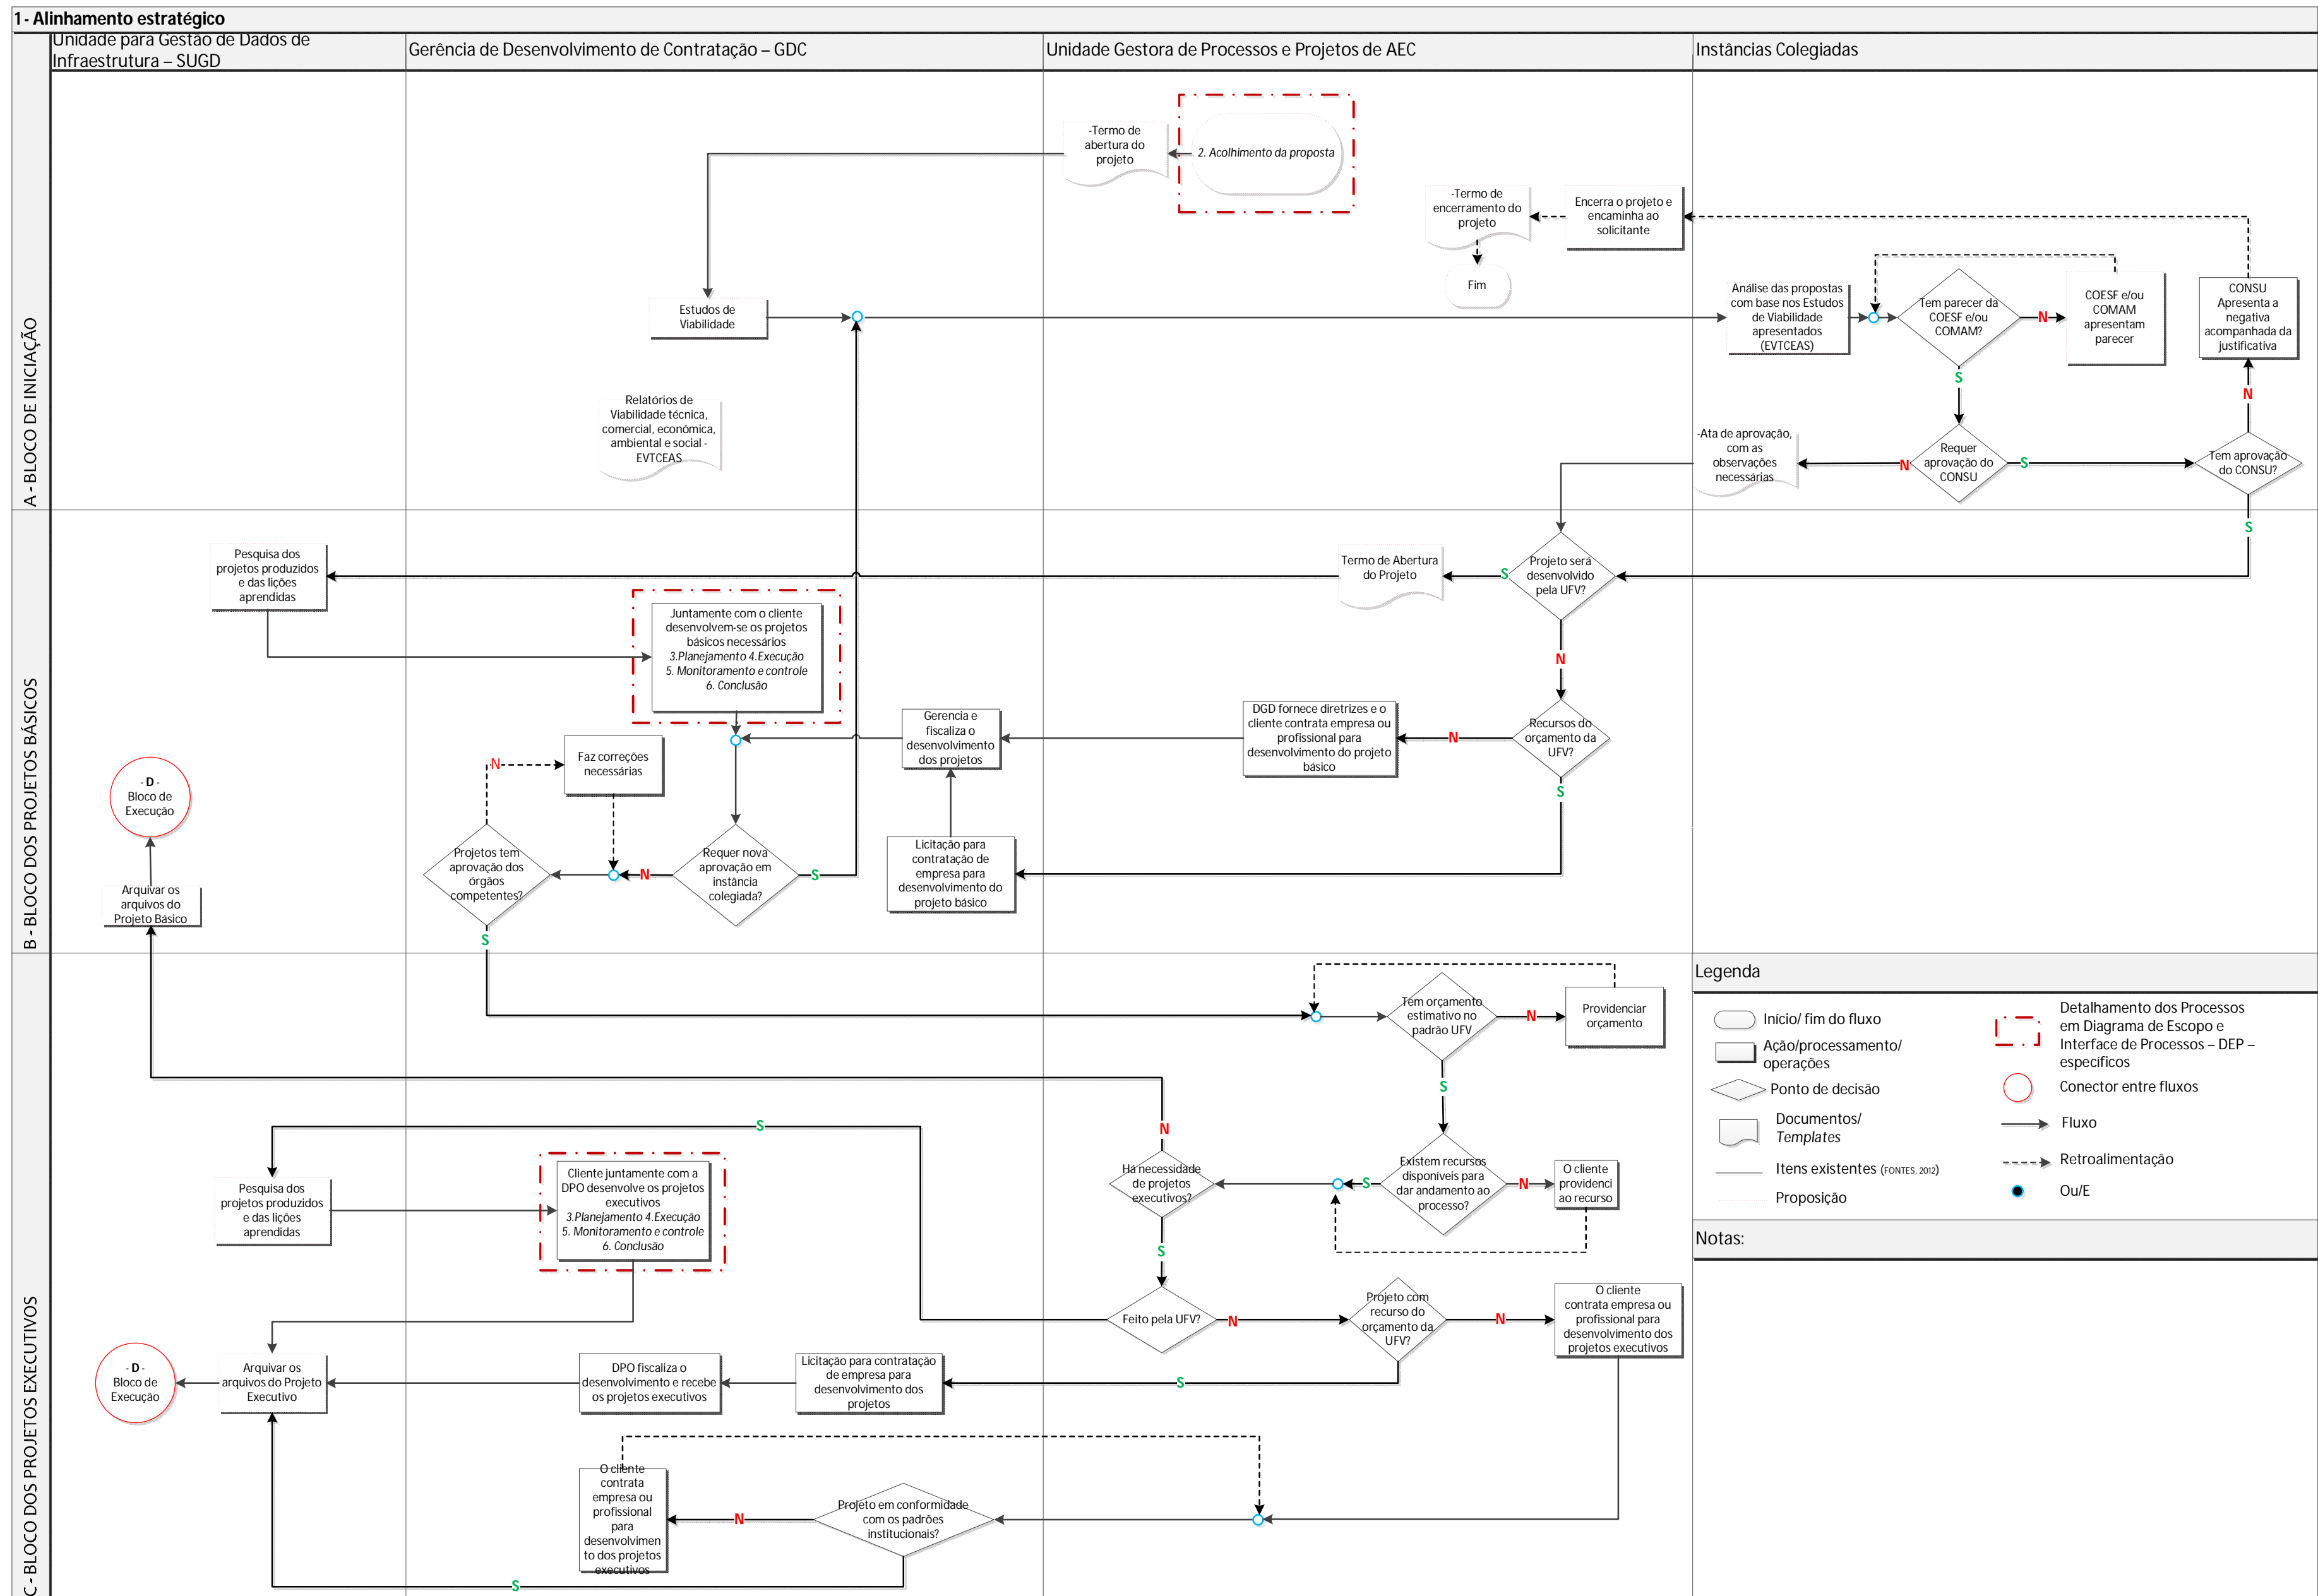 1 - Alinhamento estratégico
Unidade para Gestão de Dados de
Infraestrutura – SUGD
Gerência de Desenvolvimento de Contratação – GDC
Unidade Gestora de Processos e Projetos de AEC
Instâncias Colegiadas
A - BLOCO DE INICIAÇÃO
-Termo de
abertura do
projeto
2. Acolhimento da proposta
-Termo de
encerramento do
projeto
Encerra o projeto e
encaminha ao
solicitante
Fim
Estudos de
Viabilidade
Análise das propostas
com base nos Estudos
de Viabilidade
apresentados
(EVTCEAS)
Tem parecer da
COESF e/ou
COMAM?
N
COESF e/ou
COMAM
apresentam
parecer
CONSU
Apresenta a
negativa
acompanhada da
justificativa
S
N
Relatórios de
Viabilidade técnica,
comercial, econômica,
ambiental e social -
EVTCEAS
-Ata de aprovação,
com as
observações
necessárias
N
Requer
aprovação do
CONSU
S
Tem aprovação
do CONSU?
S
B - BLOCO DOS PROJETOS BÁSICOS
Pesquisa dos
projetos produzidos
e das lições
aprendidas
Termo de Abertura
do Projeto
S
Projeto será
desenvolvido
pela UFV?
Juntamente com o cliente
desenvolvem-se os projetos
básicos necessários
3.Planejamento 4.Execução
5. Monitoramento e controle
6. Conclusão
N
Gerencia e
fiscaliza o
desenvolvimento
dos projetos
DGD fornece diretrizes e o
cliente contrata empresa ou
profissional para
desenvolvimento do projeto
básico
N
Recursos do
orçamento da
UFV?
S
N
Faz correções
necessárias
- D -
Bloco de
Execução
Projetos tem
aprovação dos
órgãos
competentes?
N
Requer nova
aprovação em
instância
colegiada?
S
Licitação para
contratação de
empresa para
desenvolvimento do
projeto básico
Arquivar os
arquivos do
Projeto Básico
S
C - BLOCO DOS PROJETOS EXECUTIVOS
Tem orçamento
estimativo no
padrão UFV
N
Providenciar
orçamento
S
S
N
Há necessidade
de projetos
executivos?
S
Existem recursos
disponíveis para
dar andamento ao
processo?
N
O cliente
providenci
ao recurso
Pesquisa dos
projetos produzidos
e das lições
aprendidas
Cliente juntamente com a
DPO desenvolve os projetos
executivos
3.Planejamento 4.Execução
5. Monitoramento e controle
6. Conclusão
S
Feito pela UFV?
N
Projeto com
recurso do
orçamento da
UFV?
N
O cliente
contrata empresa ou
profissional para
desenvolvimento dos
projetos executivos
- D -
Bloco de
Execução
Arquivar os
arquivos do Projeto
Executivo
DPO fiscaliza o
desenvolvimento e recebe
os projetos executivos
Licitação para contratação
de empresa para
desenvolvimento dos
projetos
S
O cliente
contrata
empresa ou
profissional
para
desenvolvimen
to dos projetos
executivos
N
Projeto em conformidade
com os padrões
institucionais?
S
Legenda
Início/ fim do fluxo
Ação/processamento/
operações
Ponto de decisão
Documentos/
Templates
Itens existentes (FONTES, 2012)
Proposição
Detalhamento dos Processos
em Diagrama de Escopo e
Interface de Processos – DEP –
específicos
Conector entre fluxos
Fluxo
Retroalimentação
Ou/E
Notas: